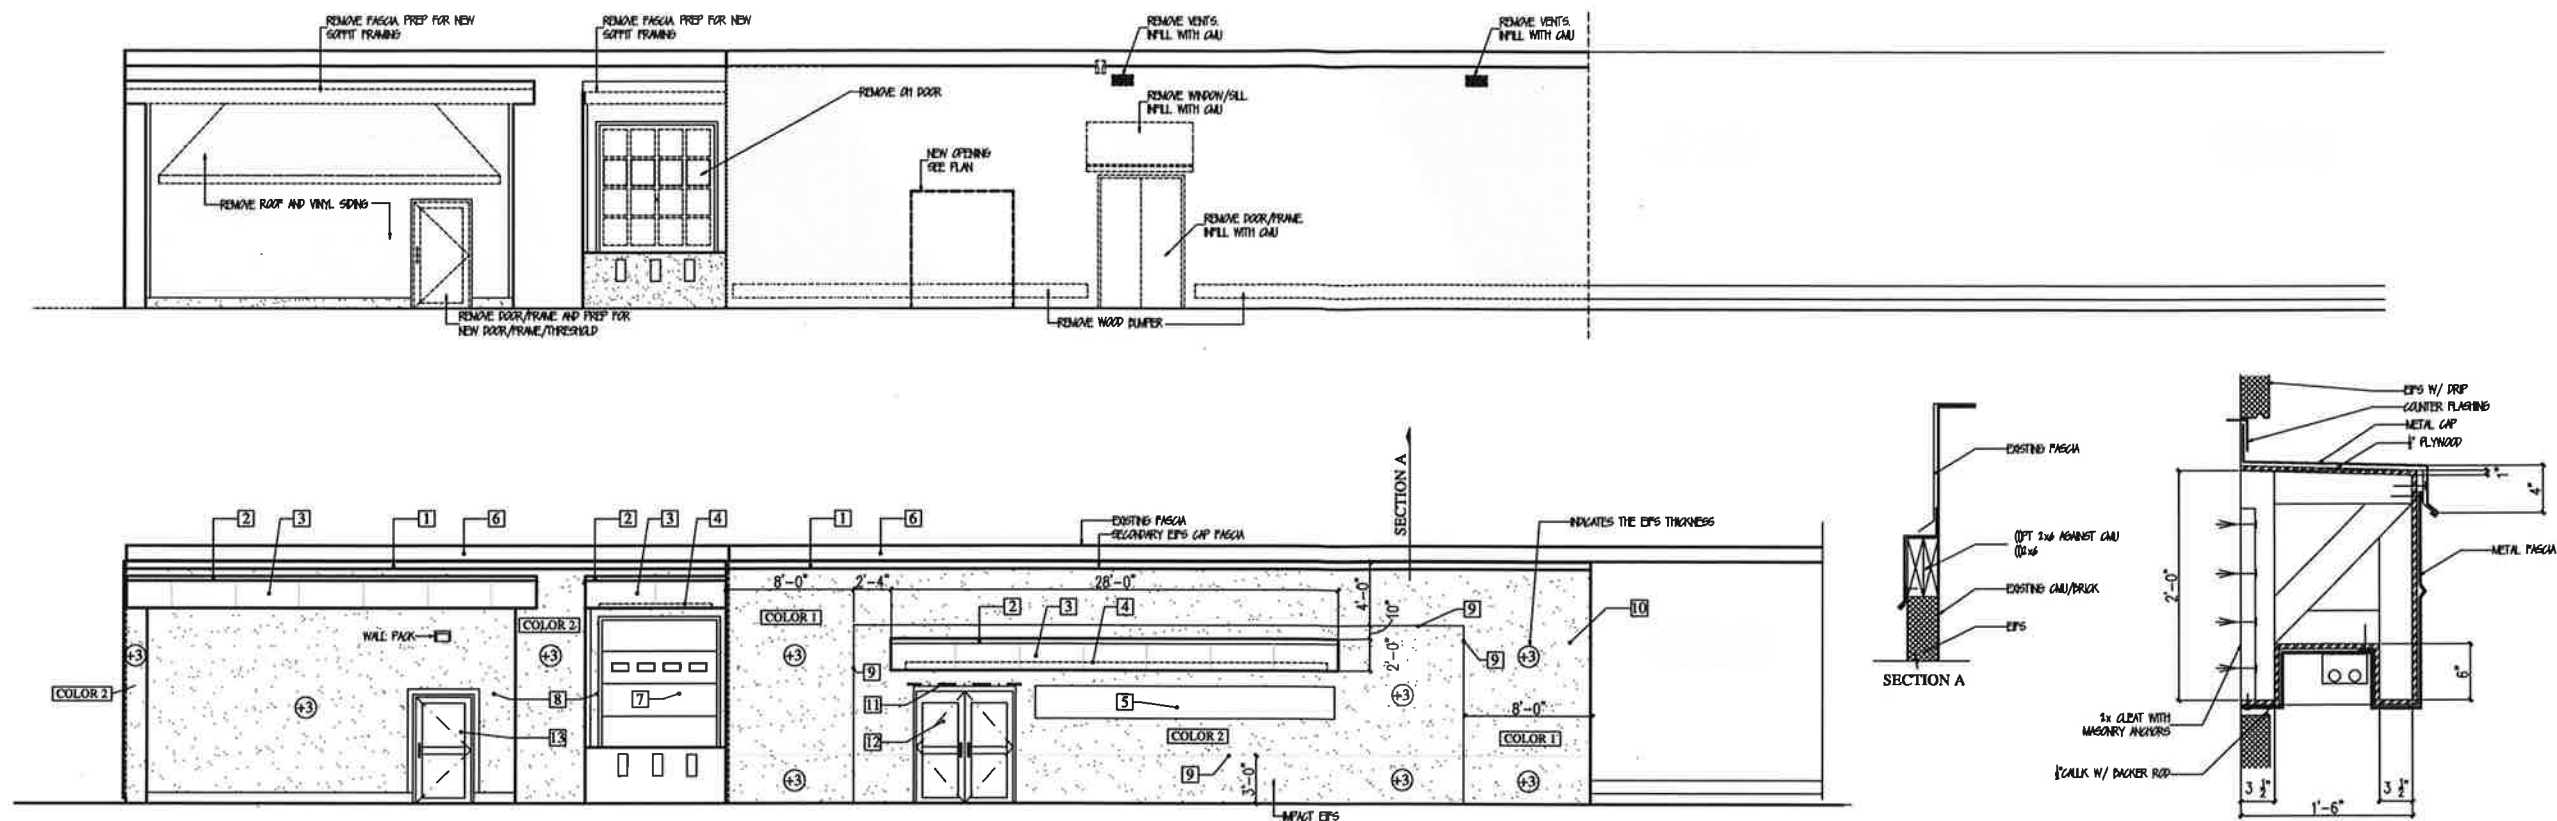 REMOVE FASCIA PREP FOR NEW
SOFFIT FRAMING
REMOVE FASCIA PREP FOR NEW
SOFFIT FRAMING
REMOVE VENTS.
INFILL WITH CMU
REMOVE VENTS.
INFILL WITH CMU
REMOVE OH DOOR
REMOVE WINDOW/SILL
INFILL WITH CMU
NEW OPENING
SEE PLAN
REMOVE ROOF AND VINYL SIDING
REMOVE DOOR/FRAME.
INFILL WITH CMU
REMOVE DOOR/FRAME AND PREP FOR
NEW DOOR/FRAME/THRESHOLD
REMOVE WOOD BUMPER
2
3
1
6
2
3
4
1
6
EXISTING FASCIA
SECONDARY EIFS CAP FASCIA
SECTION A
INDICATES THE EIFS THICKNESS
8'-0"
2'-4"
28'-0"
4'-0"
10"
2'-0"
COLOR 1
2
3
4
9
10
COLOR 2
WALL PACK
+3
+3
+3
+3
9
9
COLOR 2
+3
8
7
11
5
+3
8'-0"
13
12
COLOR 2
COLOR 1
9
3'-0"
+3
+3
+3
IMPACT EIFS
EXISTING FASCIA
(1)PT 2x6 AGAINST CMU
(1)2x6
EXISTING CMU/BRICK
EIFS
SECTION A
EIFS W/ DRIP
COUNTER FLASHING
METAL CAP
PLYWOOD
1"
4"
METAL FASCIA
2'-0"
6"
2x CLEAT WITH
MASONRY ANCHORS
CAULK W/ BACKER ROD
3 1/2"
3 1/2"
1'-6"